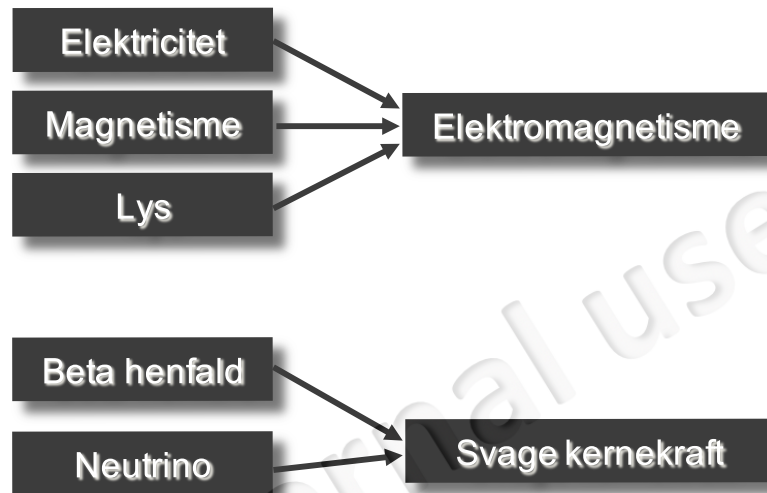 Elektricitet
Magnetisme
Elektromagnetisme
Lys
Beta henfald
Neutrino
Svage kernekraft